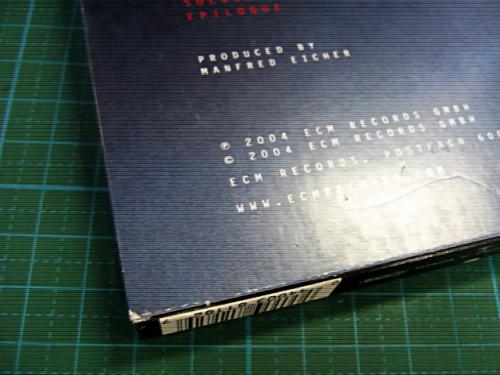 EPILOGUE
PRODUCED BY
MANFRED EICHER
℗ 2004 ECM RECORDS GMBH
© 2004 ECM RECORDS GMBH
ECM RECORDS, POSTFACH 600
WWW.ECMRECORDS.COM